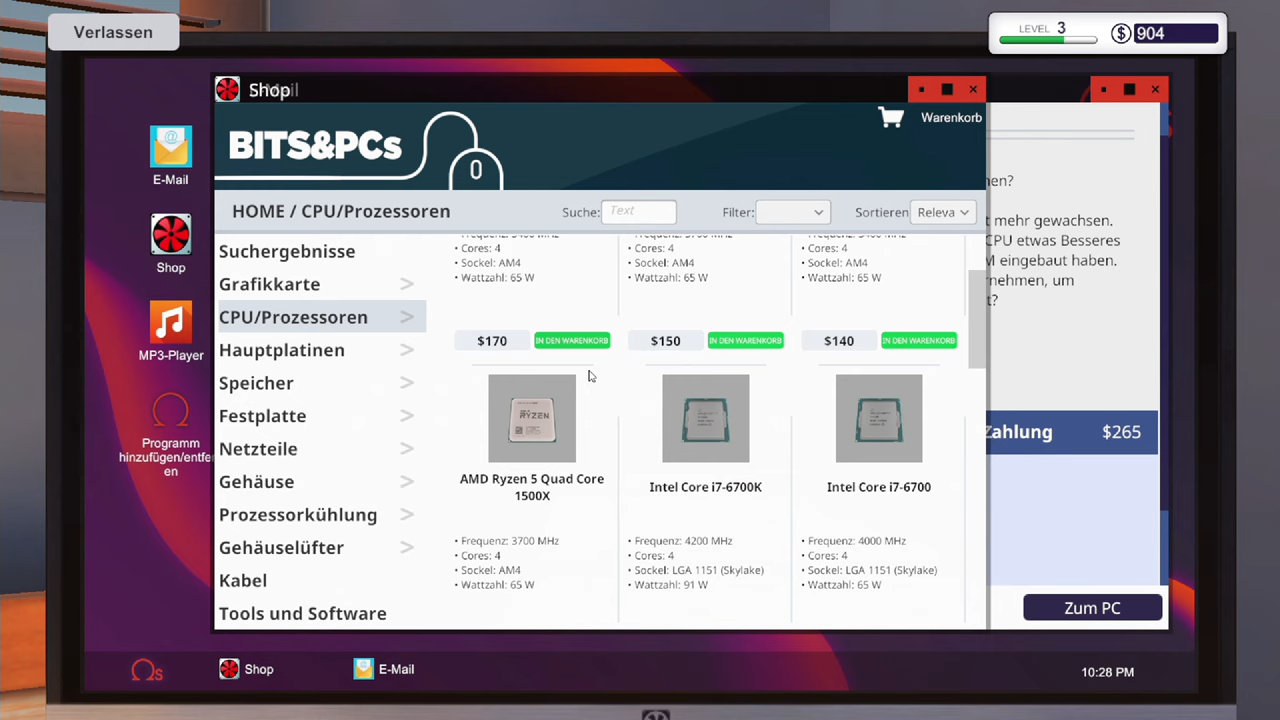 Verlassen
LEVEL 3
$ 904
Shop
BITS&PCs
Warenkorb
HOME / CPU/Prozessoren
Suche: Text
Filter:
Sortieren Releva
Suchergebnisse
Grafikkarte >
CPU/Prozessoren >
Hauptplatinen >
Speicher >
Festplatte >
Netzteile >
Gehäuse >
Prozessorkühlung >
Gehäuselüfter >
Kabel
Tools und Software
• Cores: 4
• Sockel: AM4
• Wattzahl: 65 W
$170 IN DEN WARENKORB
• Cores: 4
• Sockel: AM4
• Wattzahl: 65 W
$150 IN DEN WARENKORB
• Cores: 4
• Sockel: AM4
• Wattzahl: 65 W
$140 IN DEN WARENKORB
RYZEN
AMD Ryzen 5 Quad Core
1500X
• Frequenz: 3700 MHz
• Cores: 4
• Sockel: AM4
• Wattzahl: 65 W
Intel Core i7-6700K
• Frequenz: 4200 MHz
• Cores: 4
• Sockel: LGA 1151 (Skylake)
• Wattzahl: 91 W
Intel Core i7-6700
• Frequenz: 4000 MHz
• Cores: 4
• Sockel: LGA 1151 (Skylake)
• Wattzahl: 65 W
nen?
t mehr gewachsen.
CPU etwas Besseres
M eingebaut haben.
rnehmen, um
t?
Zahlung $265
Zum PC
E-Mail
Shop
MP3-Player
Programm
hinzufügen/entfer
en
Ωs
Shop
E-Mail
10:28 PM